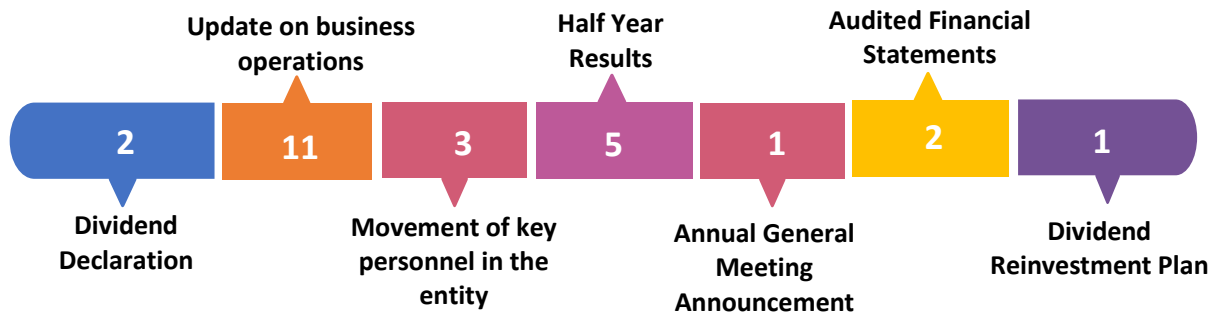 Update on business
operations
Half Year
Results
Audited Financial
Statements
2
11
3
5
1
2
1
Dividend
Declaration
Movement of key
personnel in the
entity
Annual General
Meeting
Announcement
Dividend
Reinvestment Plan